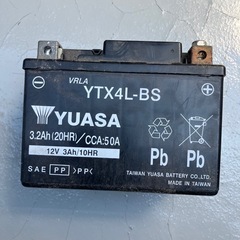 VRLA
YTX4L-BS
YUASA
3.2Ah(20HR)/CCA:50A
12V 3Ah/10HR
SAE PP >PP<
Pb Pb
TAIWAN YUASA BATTERY CO.,LTD.
MADE IN TAIWAN